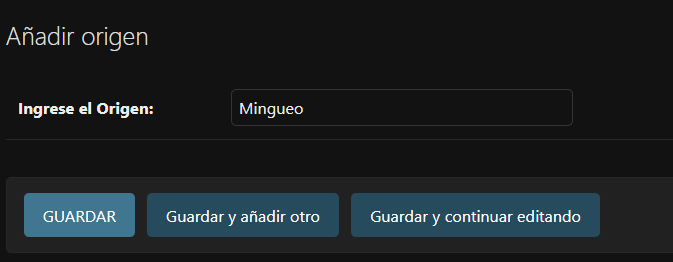 Añadir origen
Ingrese el Origen: Mingueo
GUARDAR Guardar y añadir otro Guardar y continuar editando